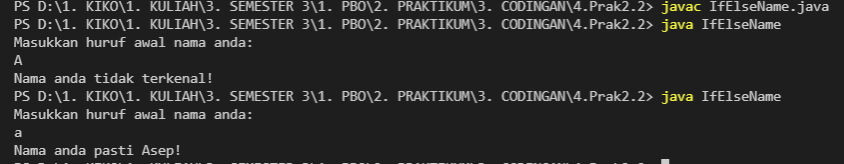 PS D:\1. KIKO\1. KULIAH\3. SEMESTER 3\1. PBO\2. PRAKTIKUM\3. CODINGAN\4.Prak2.2> javac IfElseName.java
PS D:\1. KIKO\1. KULIAH\3. SEMESTER 3\1. PBO\2. PRAKTIKUM\3. CODINGAN\4.Prak2.2> java IfElseName
Masukkan huruf awal nama anda:
A
Nama anda tidak terkenal!
PS D:\1. KIKO\1. KULIAH\3. SEMESTER 3\1. PBO\2. PRAKTIKUM\3. CODINGAN\4.Prak2.2> java IfElseName
Masukkan huruf awal nama anda:
a
Nama anda pasti Asep!